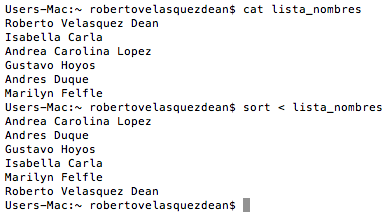 Users-Mac:~ robertovelasquezdean$ cat lista_nombres
Roberto Velasquez Dean
Isabella Carla
Andrea Carolina Lopez
Gustavo Hoyos
Andres Duque
Marilyn Felfle
Users-Mac:~ robertovelasquezdean$ sort < lista_nombres
Andrea Carolina Lopez
Andres Duque
Gustavo Hoyos
Isabella Carla
Marilyn Felfle
Roberto Velasquez Dean
Users-Mac:~ robertovelasquezdean$